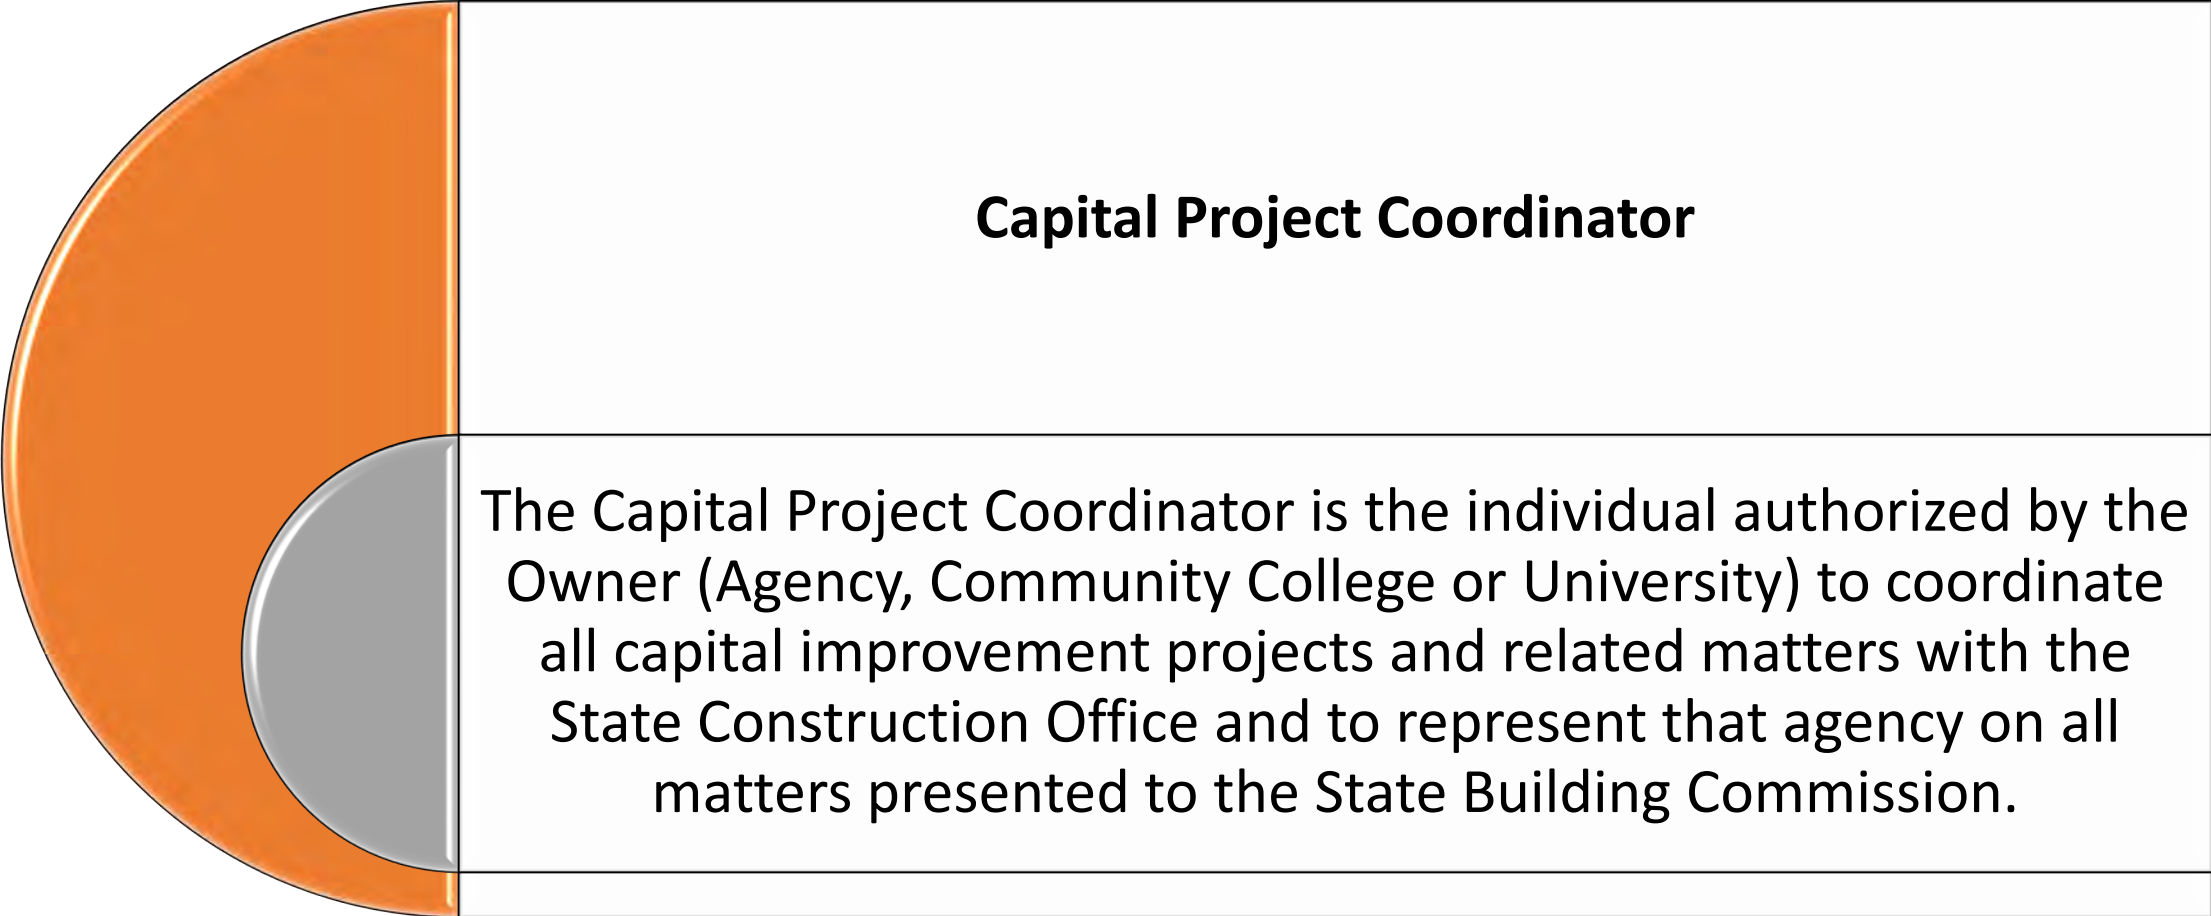 Capital Project Coordinator
The Capital Project Coordinator is the individual authorized by the
Owner (Agency, Community College or University) to coordinate
all capital improvement projects and related matters with the
State Construction Office and to represent that agency on all
matters presented to the State Building Commission.